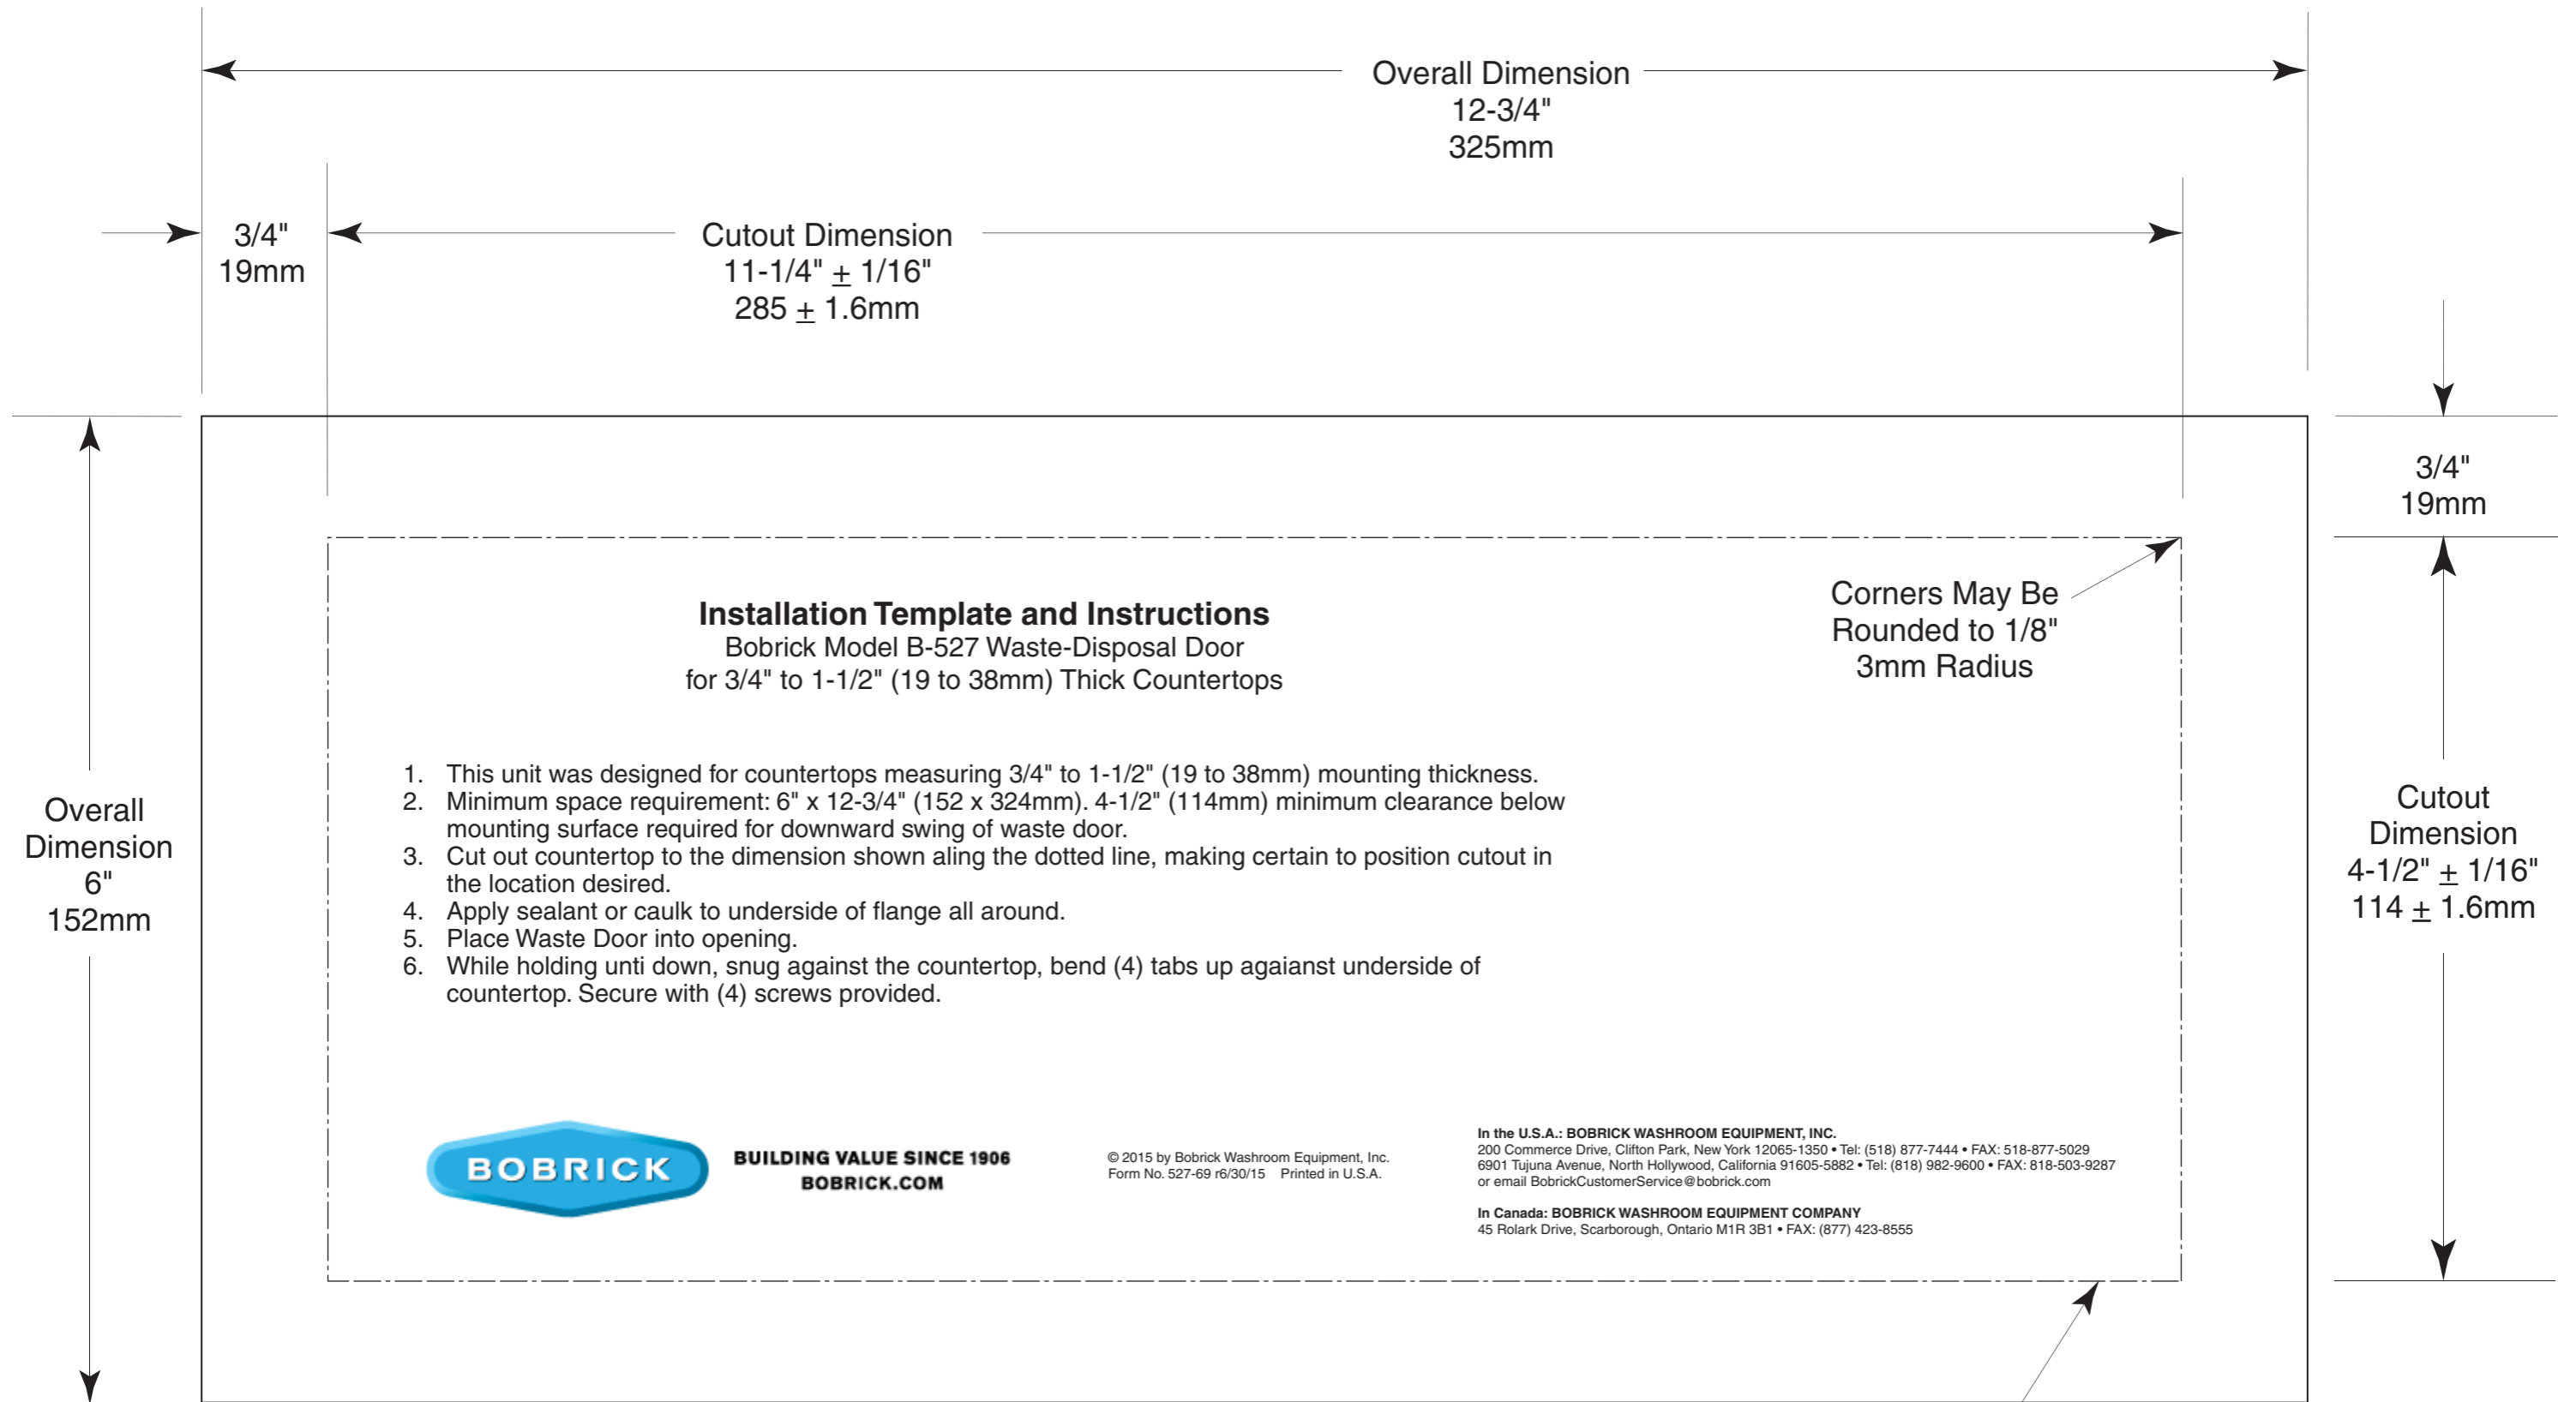 Overall Dimension
12-3/4"
325mm
3/4"
19mm
Cutout Dimension
11-1/4" ± 1/16"
285 ± 1.6mm
3/4"
19mm
Installation Template and Instructions
Bobrick Model B-527 Waste-Disposal Door
for 3/4" to 1-1/2" (19 to 38mm) Thick Countertops
Corners May Be
Rounded to 1/8"
3mm Radius
1. This unit was designed for countertops measuring 3/4" to 1-1/2" (19 to 38mm) mounting thickness.
2. Minimum space requirement: 6" x 12-3/4" (152 x 324mm). 4-1/2" (114mm) minimum clearance below
mounting surface required for downward swing of waste door.
3. Cut out countertop to the dimension shown aling the dotted line, making certain to position cutout in
the location desired.
4. Apply sealant or caulk to underside of flange all around.
5. Place Waste Door into opening.
6. While holding unti down, snug against the countertop, bend (4) tabs up agaianst underside of
countertop. Secure with (4) screws provided.
Overall
Dimension
6"
152mm
Cutout
Dimension
4-1/2" ± 1/16"
114 ± 1.6mm
BOBRICK
BUILDING VALUE SINCE 1906
BOBRICK.COM
© 2015 by Bobrick Washroom Equipment, Inc.
Form No. 527-69 r6/30/15 Printed in U.S.A.
In the U.S.A.: BOBRICK WASHROOM EQUIPMENT, INC.
200 Commerce Drive, Clifton Park, New York 12065-1350 • Tel: (518) 877-7444 • FAX: 518-877-5029
6901 Tujuna Avenue, North Hollywood, California 91605-5882 • Tel: (818) 982-9600 • FAX: 818-503-9287
or email BobrickCustomerService@bobrick.com
In Canada: BOBRICK WASHROOM EQUIPMENT COMPANY
45 Rolark Drive, Scarborough, Ontario M1R 3B1 • FAX: (877) 423-8555